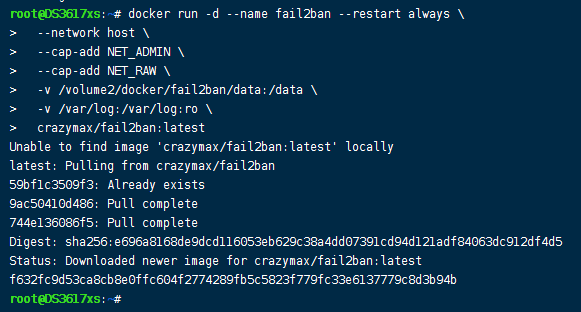 root@DS3617xs:~# docker run -d --name fail2ban --restart always \
>   --network host \
>   --cap-add NET_ADMIN \
>   --cap-add NET_RAW \
>   -v /volume2/docker/fail2ban/data:/data \
>   -v /var/log:/var/log:ro \
>   crazymax/fail2ban:latest
Unable to find image 'crazymax/fail2ban:latest' locally
latest: Pulling from crazymax/fail2ban
59bf1c3509f3: Already exists
9ac50410d486: Pull complete
744e136086f5: Pull complete
Digest: sha256:e696a8168de9dcd116053eb629c38a4dd07391cd94d121adf84063dc912df4d5
Status: Downloaded newer image for crazymax/fail2ban:latest
f632fc9d53ca8cb8e0ffc604f2774289fb5c5823f779fc33e6137779c8d3b94b
root@DS3617xs:~#